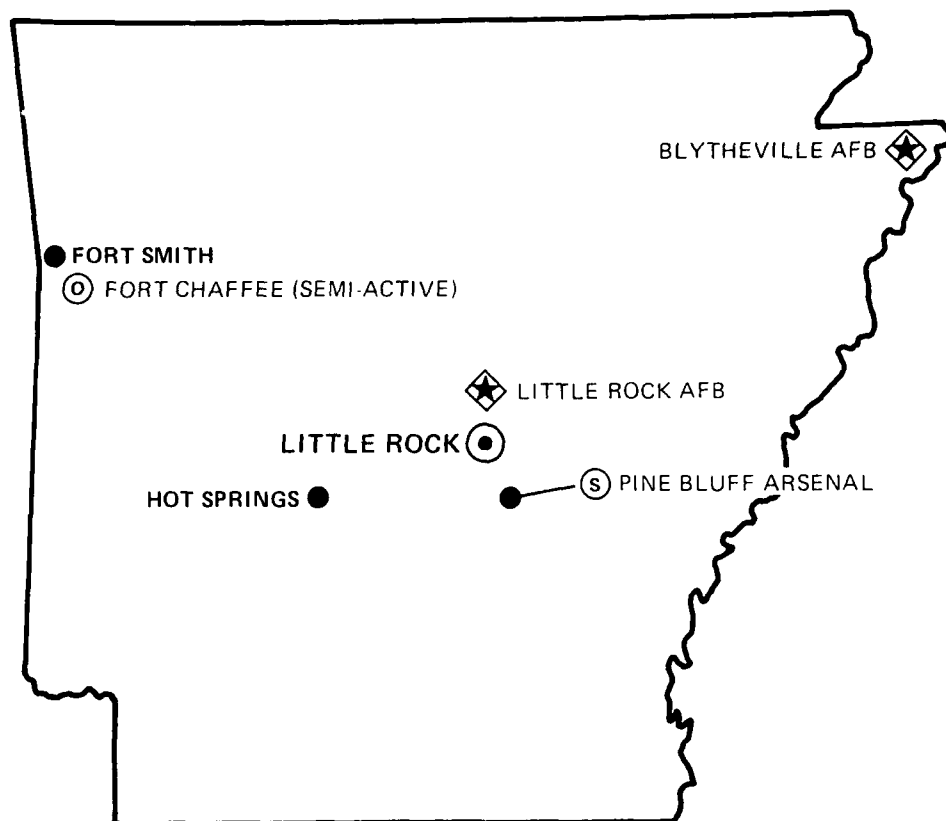 BLYTHEVILLE AFB
FORT SMITH
O FORT CHAFFEE (SEMI-ACTIVE)
LITTLE ROCK AFB
LITTLE ROCK
HOT SPRINGS
S PINE BLUFF ARSENAL